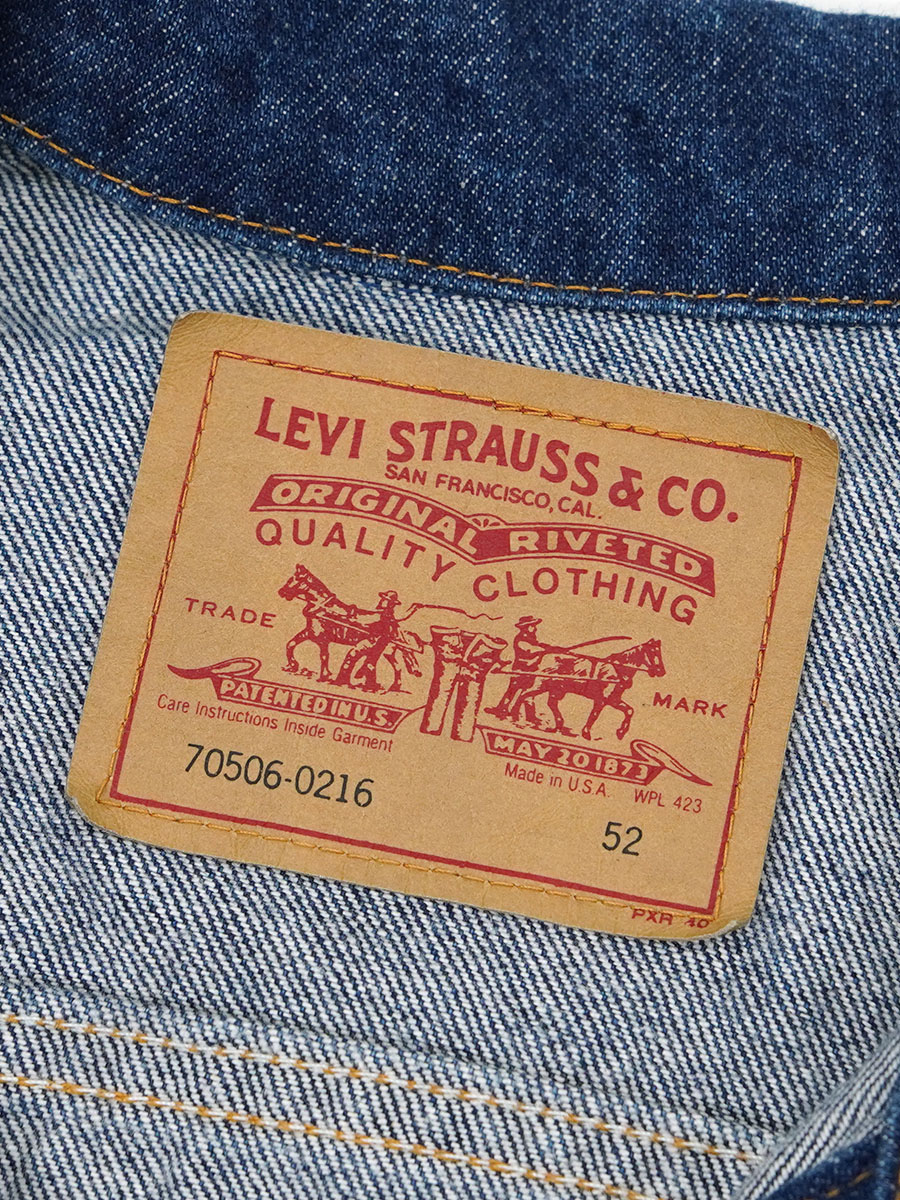 LEVI STRAUSS & CO.
SAN FRANCISCO, CAL.
ORIGINAL RIVETED
QUALITY CLOTHING
TRADE MARK
PATENTED IN U.S.
MAY 20 1873
Care Instructions Inside Garment
Made in U.S.A. WPL 423
70506-0216
52
PXR 40